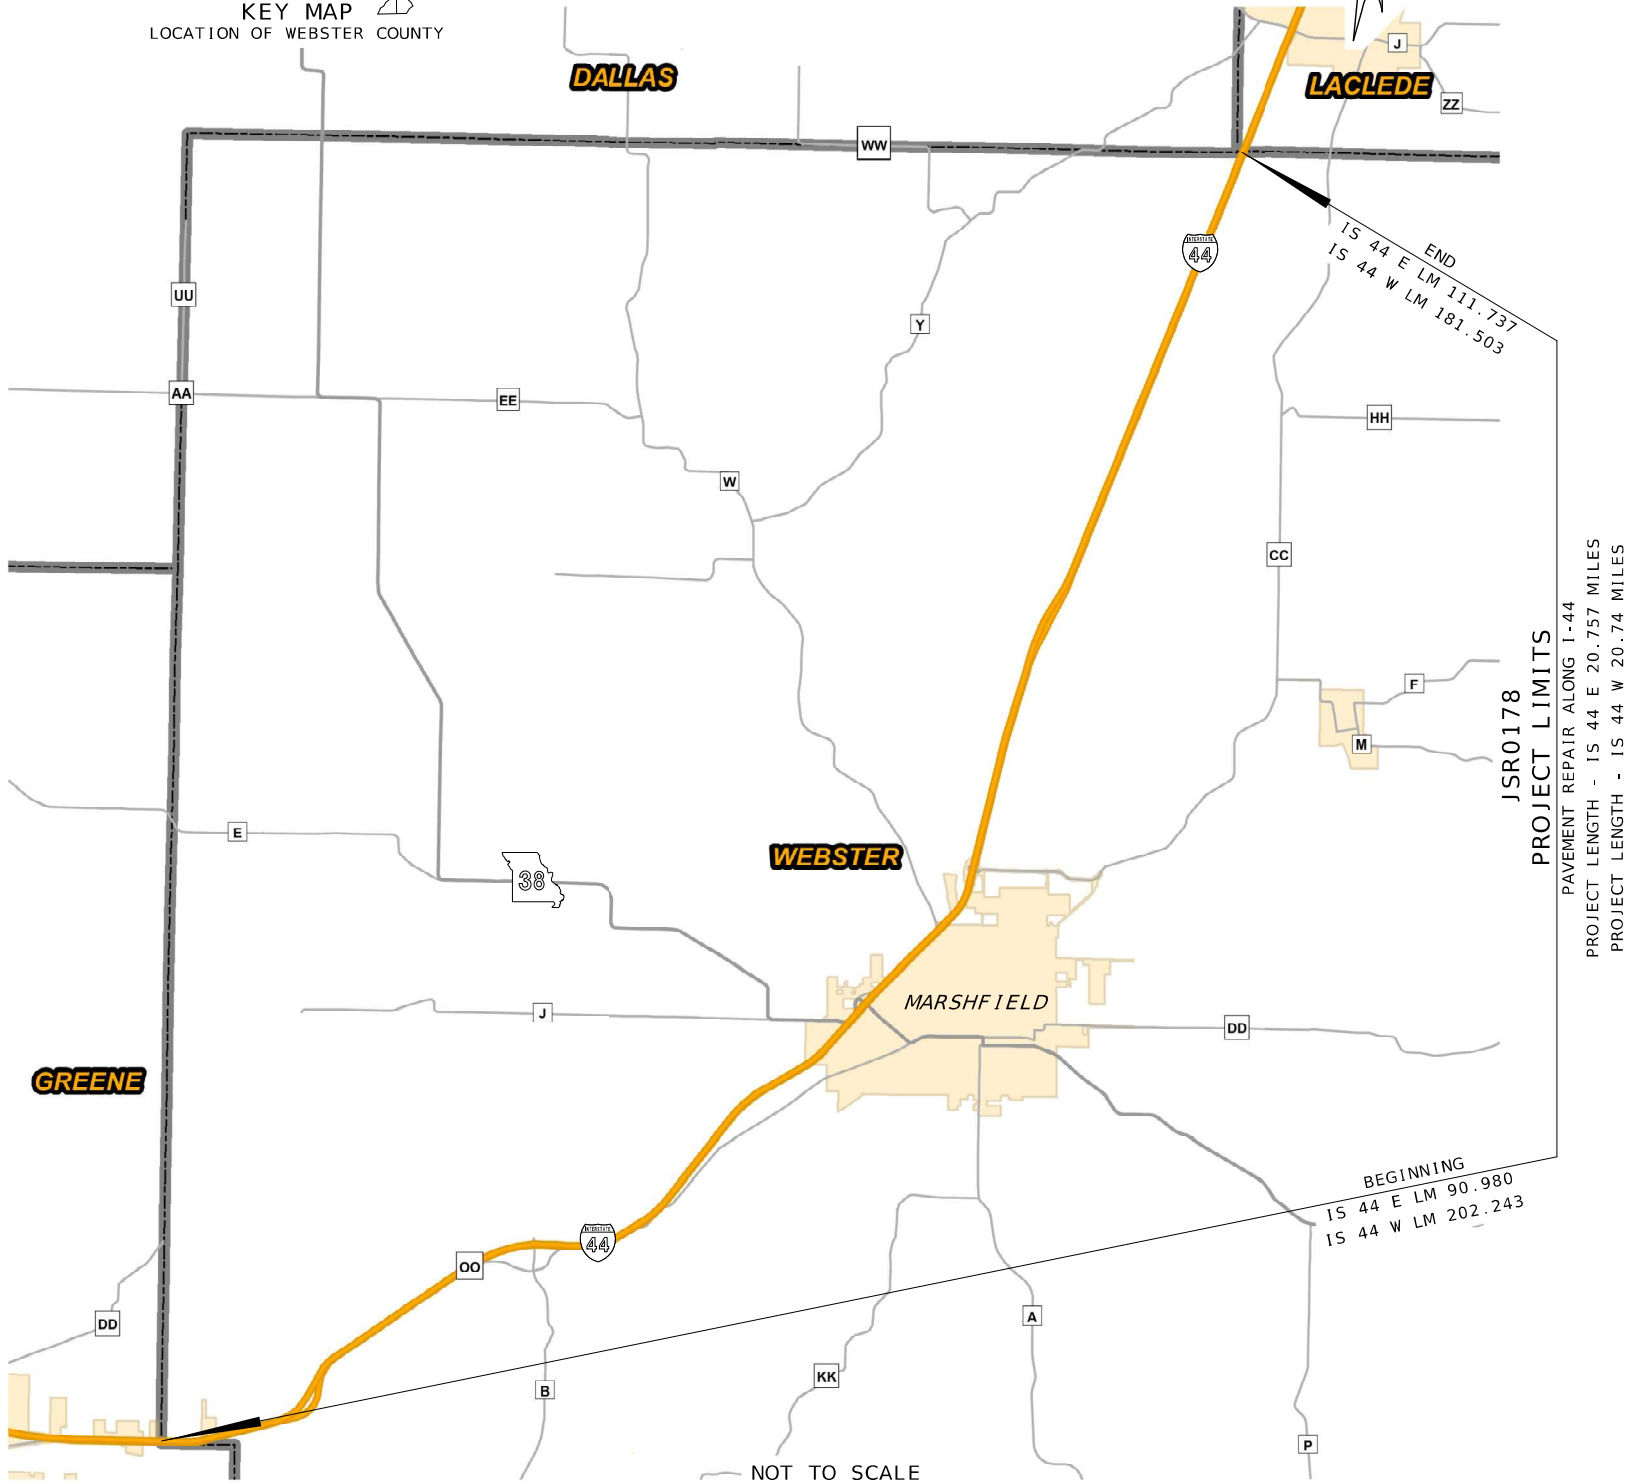 KEY MAP
LOCATION OF WEBSTER COUNTY
DALLAS
J
LACLEDE
ZZ
WW
INTERSTATE
44
END
IS 44 E LM 111.737
IS 44 W LM 181.503
UU
Y
AA
EE
HH
W
CC
F
M
JSR0178
PROJECT LIMITS
PAVEMENT REPAIR ALONG I-44
PROJECT LENGTH - IS 44 E 20.757 MILES
PROJECT LENGTH - IS 44 W 20.74 MILES
E
WEBSTER
38
MARSHFIELD
J
DD
GREENE
BEGINNING
IS 44 E LM 90.980
IS 44 W LM 202.243
INTERSTATE
44
OO
DD
A
KK
B
P
NOT TO SCALE